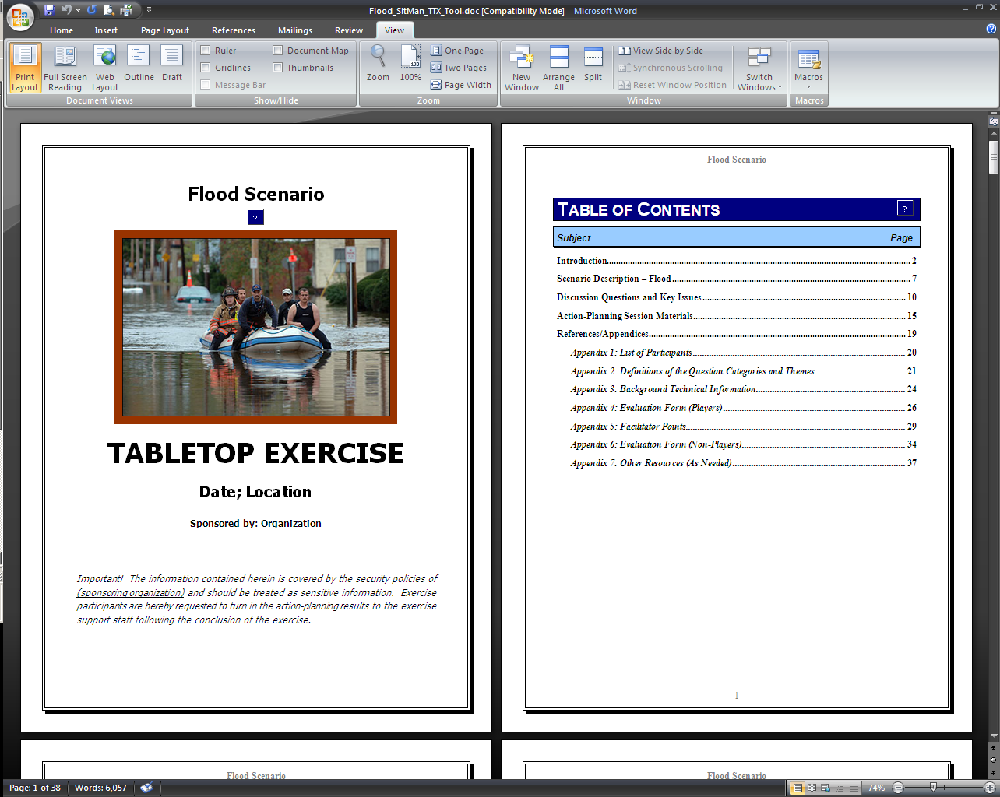 Flood_SitMan_TTX_Tool.doc [Compatibility Mode] - Microsoft Word
Home Insert Page Layout References Mailings Review View
Print Layout
Full Screen Reading
Web Layout
Outline
Draft
Document Views
Ruler
Gridlines
Message Bar
Document Map
Thumbnails
Show/Hide
Zoom
100%
One Page
Two Pages
Page Width
Zoom
New Window
Arrange All
Split
View Side by Side
Synchronous Scrolling
Reset Window Position
Switch Windows
Window
Macros
Macros
Flood Scenario
?
TABLETOP EXERCISE
Date; Location
Sponsored by: Organization
Important! The information contained herein is covered by the security policies of
(sponsoring organization) and should be treated as sensitive information. Exercise
participants are hereby requested to turn in the action-planning results to the exercise
support staff following the conclusion of the exercise.
Flood Scenario
TABLE OF CONTENTS ?
Subject Page
Introduction 2
Scenario Description – Flood 7
Discussion Questions and Key Issues 10
Action-Planning Session Materials 15
References/Appendices 19
Appendix 1: List of Participants 20
Appendix 2: Definitions of the Question Categories and Themes 21
Appendix 3: Background Technical Information 24
Appendix 4: Evaluation Form (Players) 26
Appendix 5: Facilitator Points 29
Appendix 6: Evaluation Form (Non-Players) 34
Appendix 7: Other Resources (As Needed) 37
1
Flood Scenario
Flood Scenario
Page: 1 of 38 Words: 6,057 74%